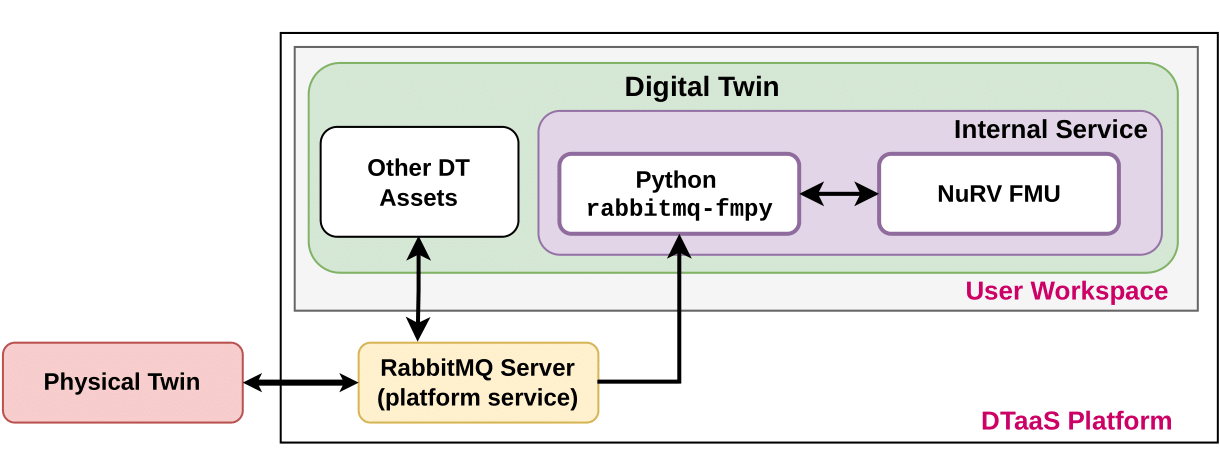 Digital Twin
Internal Service
Other DT
Assets
Python
rabbitmq-fmpy
NuRV FMU
User Workspace
Physical Twin
RabbitMQ Server
(platform service)
DTaaS Platform